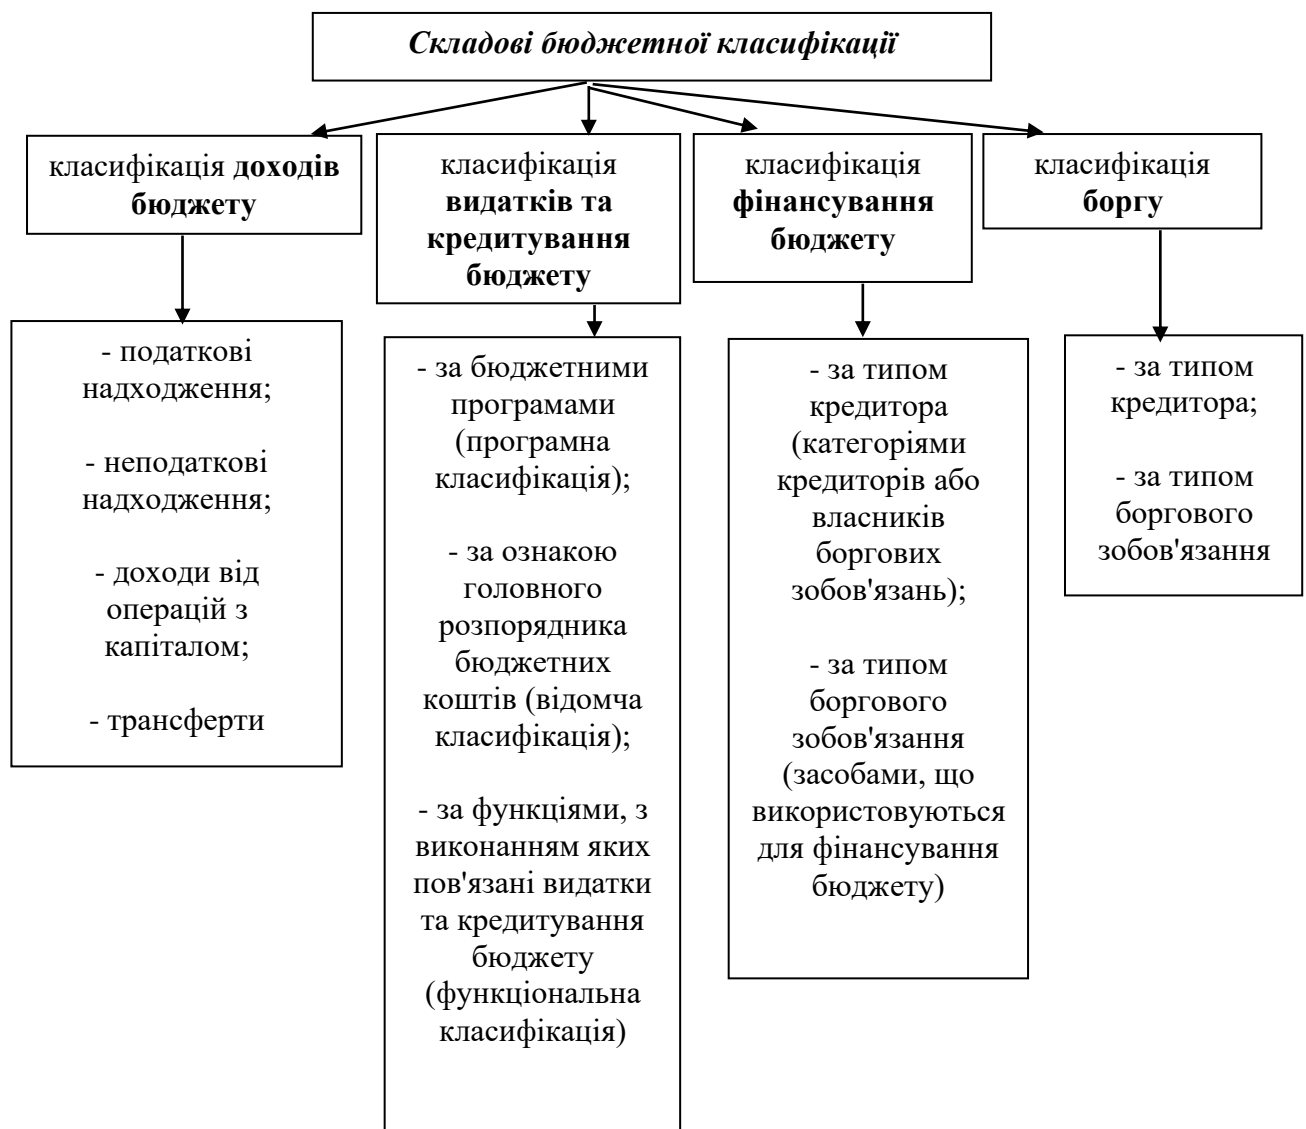 Складові бюджетної класифікації
класифікація доходів
бюджету
класифікація
видатків та
кредитування
бюджету
класифікація
фінансування
бюджету
класифікація
боргу
- податкові
надходження;
- неподаткові
надходження;
- доходи від
операцій з
капіталом;
- трансферти
- за бюджетними
програмами
(програмна
класифікація);
- за ознакою
головного
розпорядника
бюджетних
коштів (відомча
класифікація);
- за функціями, з
виконанням яких
пов'язані видатки
та кредитування
бюджету
(функціональна
класифікація)
- за типом
кредитора
(категоріями
кредиторів або
власників
боргових
зобов'язань);
- за типом
боргового
зобов'язання
(засобами, що
використовуються
для фінансування
бюджету)
- за типом
кредитора;
- за типом
боргового
зобов'язання